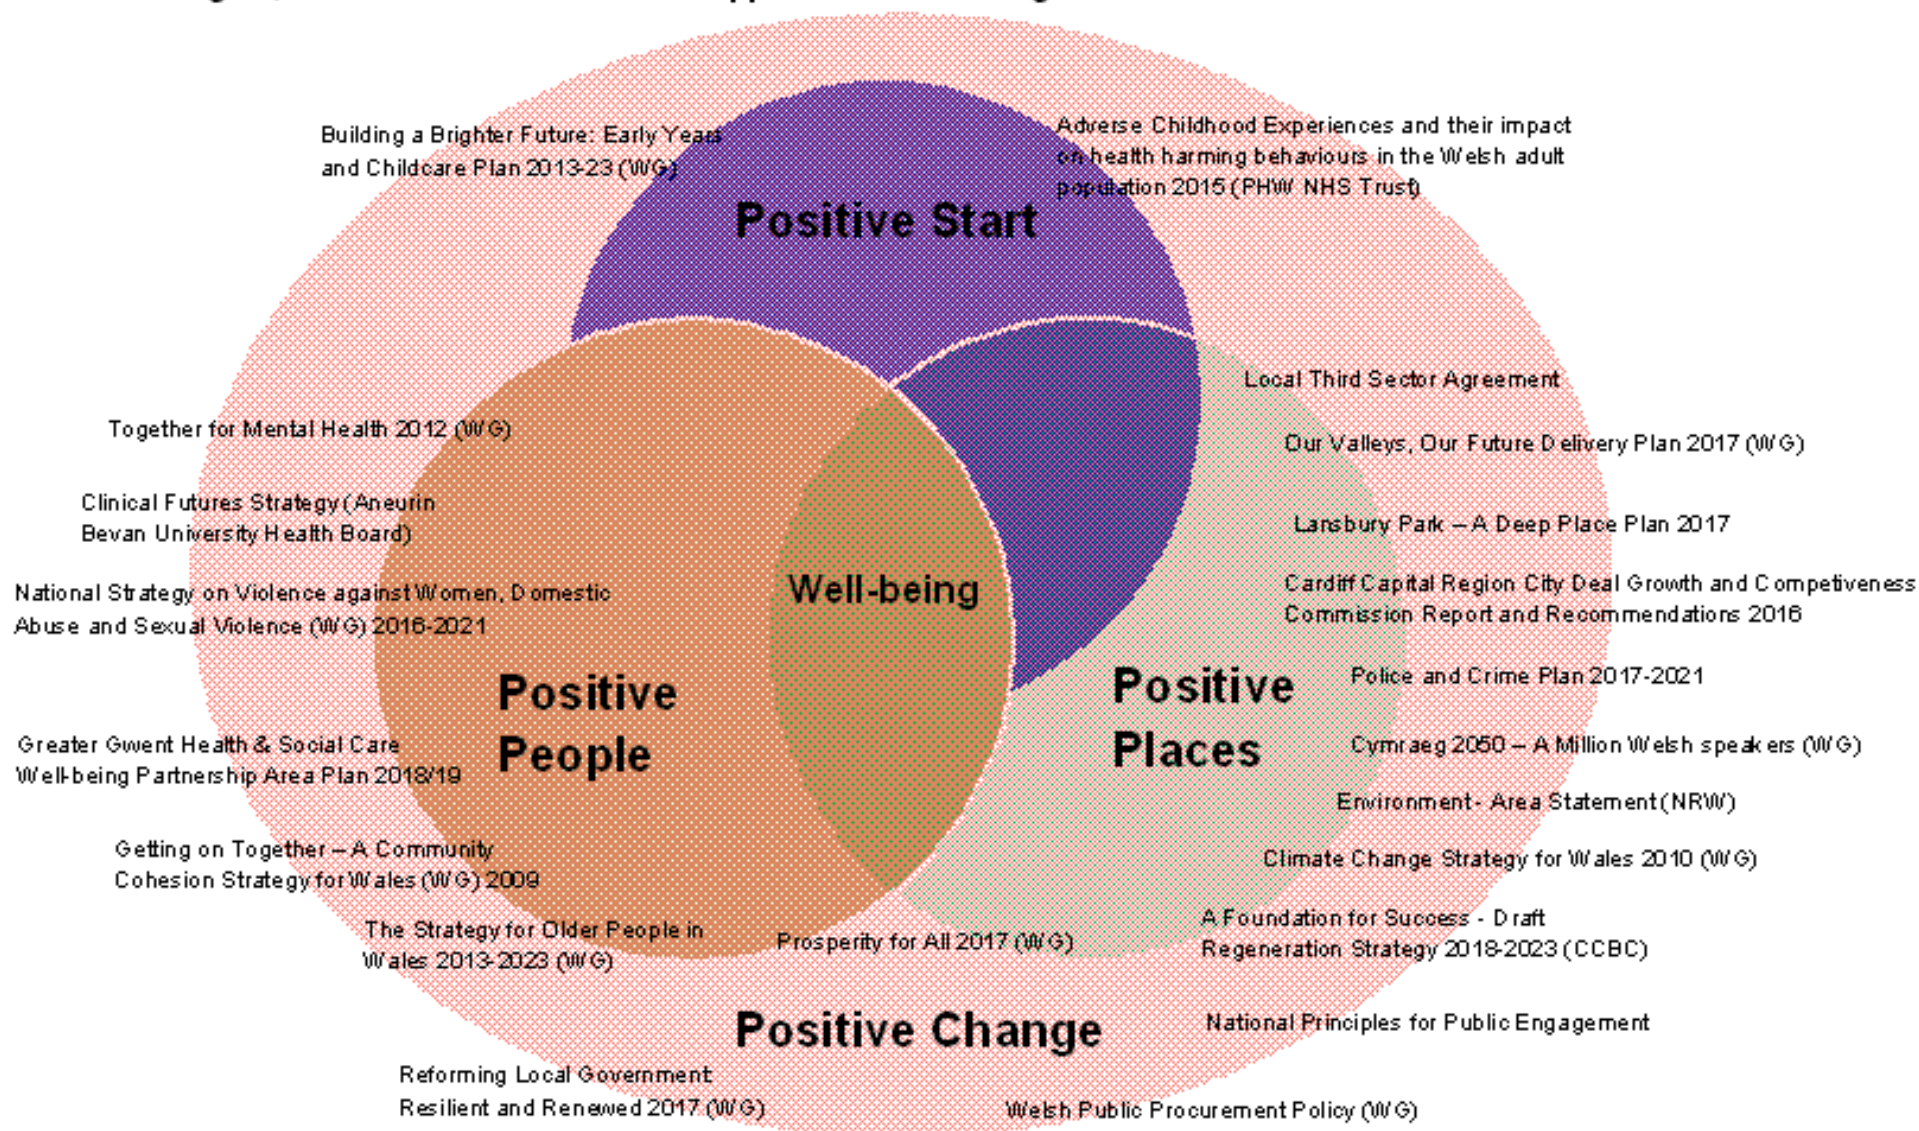 Building a Brighter Future: Early Years
and Childcare Plan 2013-23 (WG)
Adverse Childhood Experiences and their impact
on health harming behaviours in the Welsh adult
population 2015 (PHW NHS Trust)
Positive Start
Local Third Sector Agreement
Together for Mental Health 2012 (WG)
Our Valleys, Our Future Delivery Plan 2017 (WG)
Clinical Futures Strategy (Aneurin
Bevan University Health Board)
Lansbury Park – A Deep Place Plan 2017
National Strategy on Violence against Women, Domestic
Abuse and Sexual Violence (WG) 2016-2021
Well-being
Cardiff Capital Region City Deal Growth and Competiveness
Commission Report and Recommendations 2016
Positive
People
Positive
Places
Police and Crime Plan 2017-2021
Greater Gwent Health & Social Care
Well-being Partnership Area Plan 2018/19
Cymraeg 2050 – A Million Welsh speakers (WG)
Environment - Area Statement (NRW)
Getting on Together – A Community
Cohesion Strategy for Wales (WG) 2009
Climate Change Strategy for Wales 2010 (WG)
The Strategy for Older People in
Wales 2013-2023 (WG)
Prosperity for All 2017 (WG)
A Foundation for Success - Draft
Regeneration Strategy 2018-2023 (CCBC)
Positive Change
National Principles for Public Engagement
Reforming Local Government:
Resilient and Renewed 2017 (WG)
Welsh Public Procurement Policy (WG)